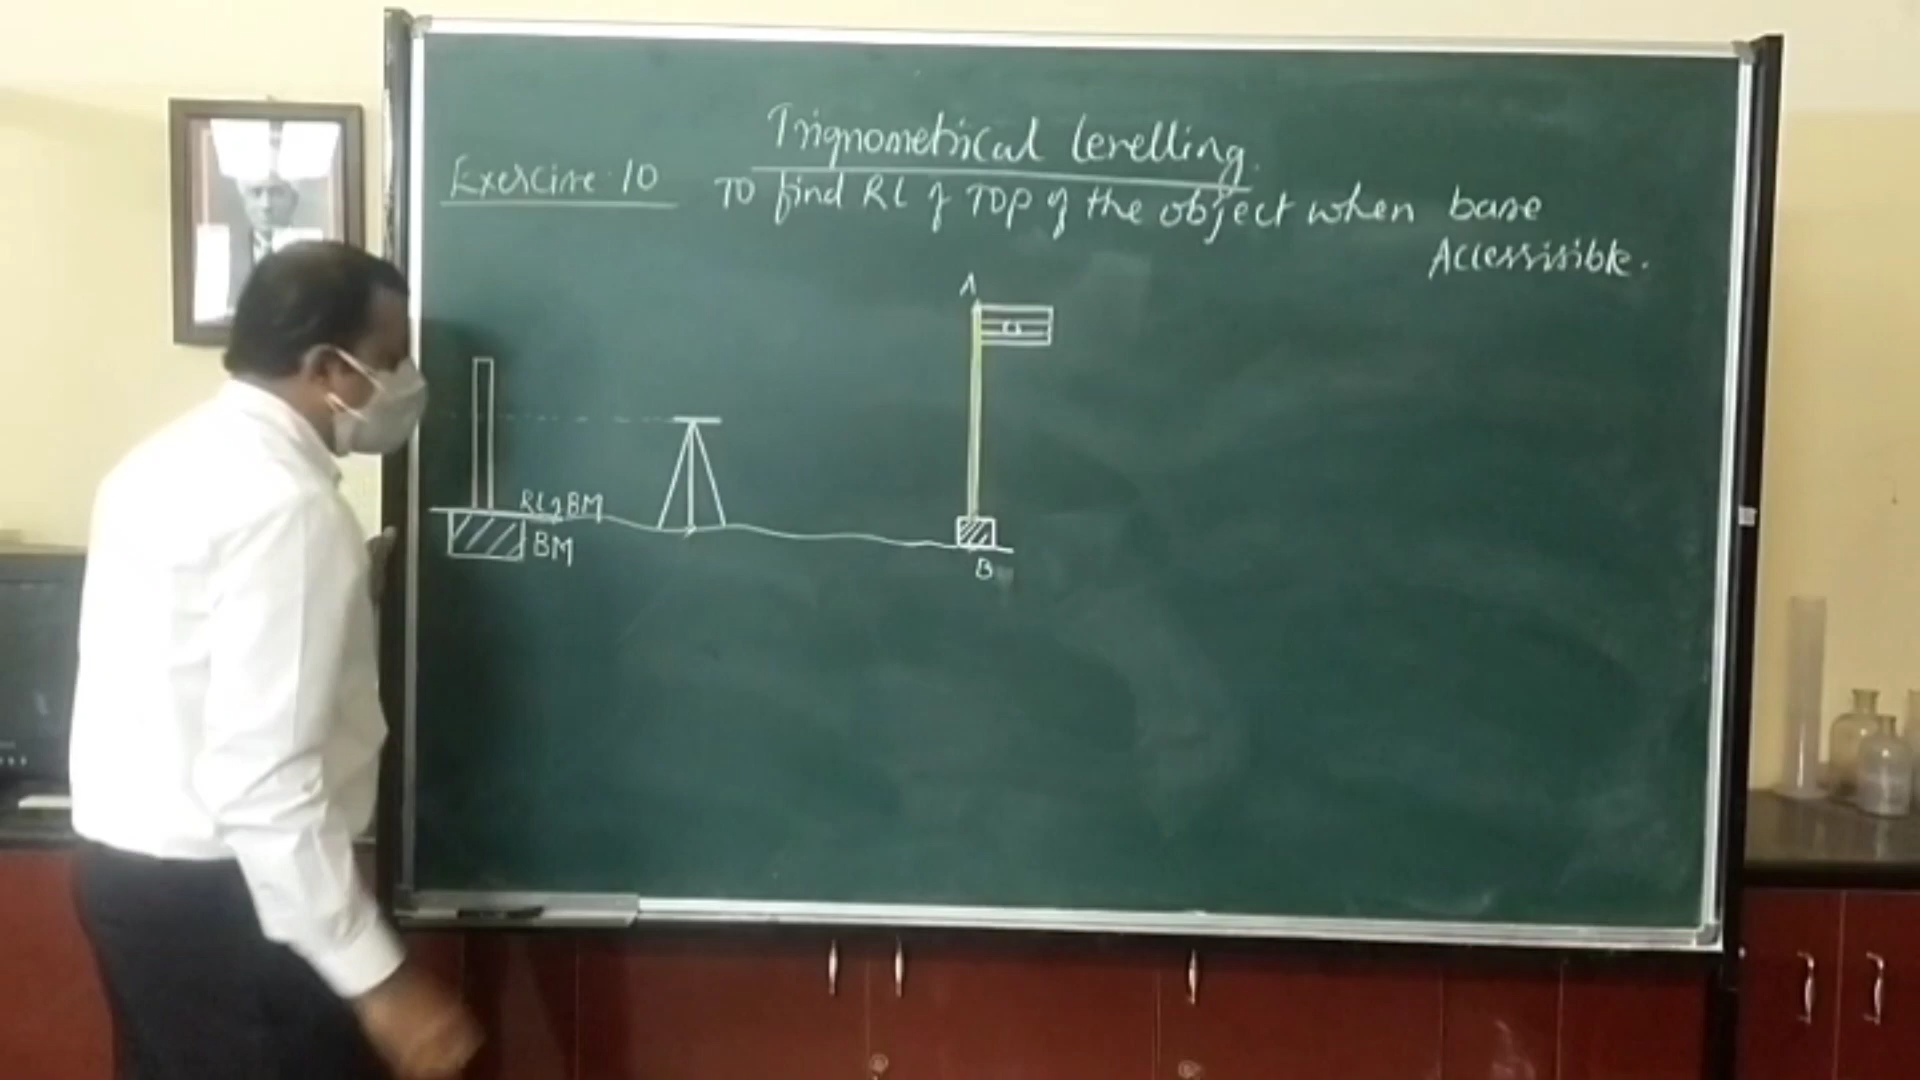 Trignometrical levelling.
Exercise 10
TO find RL of TOP of the object when base
Accessisible.
A
RL of BM
BM
B